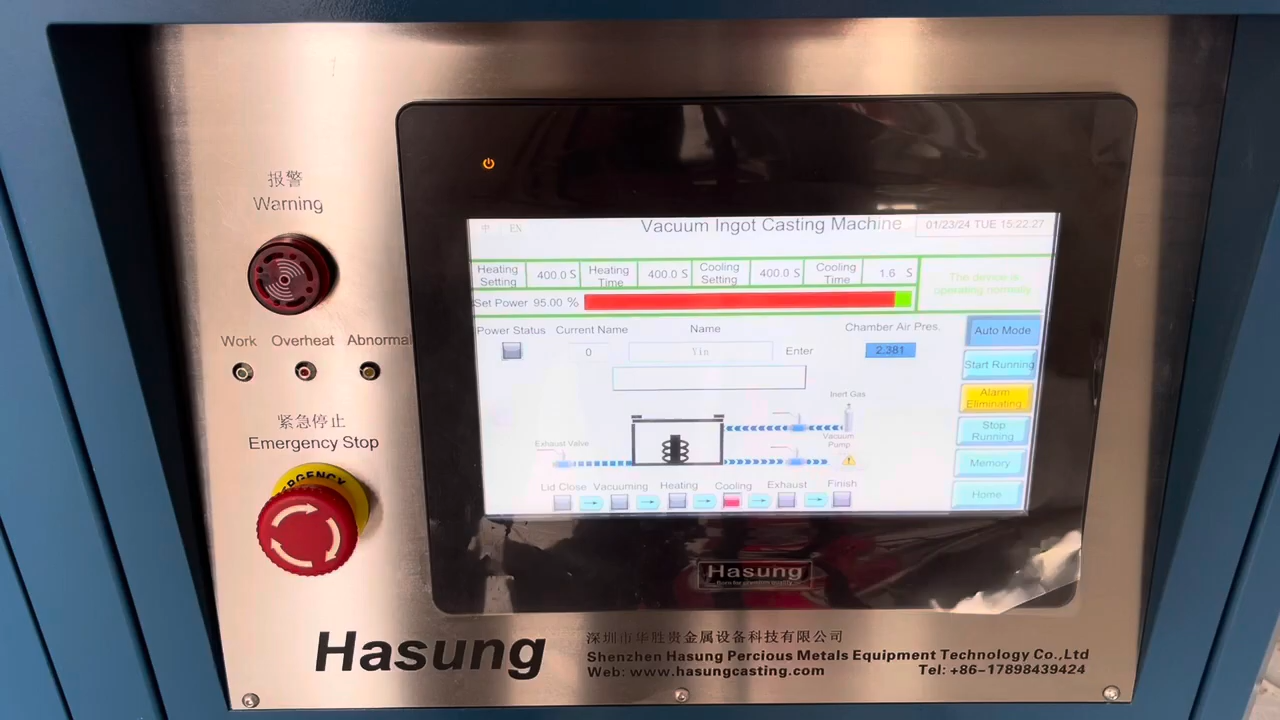 报警
Warning
Work Overheat Abnormal
紧急停止
Emergency Stop
EMERGENCY
中 EN
Vacuum Ingot Casting Machine
01/23/24 TUE 15:22:27
Heating Setting 400.0 S Heating Time 400.0 S Cooling Setting 400.0 S Cooling Time 1.6 S
The device is
operating normally
Set Power 95.00 %
Power Status Current Name Name Chamber Air Pres.
0 Yin Enter 2.381
Auto Mode
Start Running
Alarm
Eliminating
Stop
Running
Memory
Home
Inert Gas
Exhaust Valve
Vacuum
Pump
Lid Close Vacuuming Heating Cooling Exhaust Finish
Hasung
Hasung
深圳市华胜贵金属设备科技有限公司
Shenzhen Hasung Percious Metals Equipment Technology Co.,Ltd
Web: www.hasungcasting.com Tel: +86-17898439424